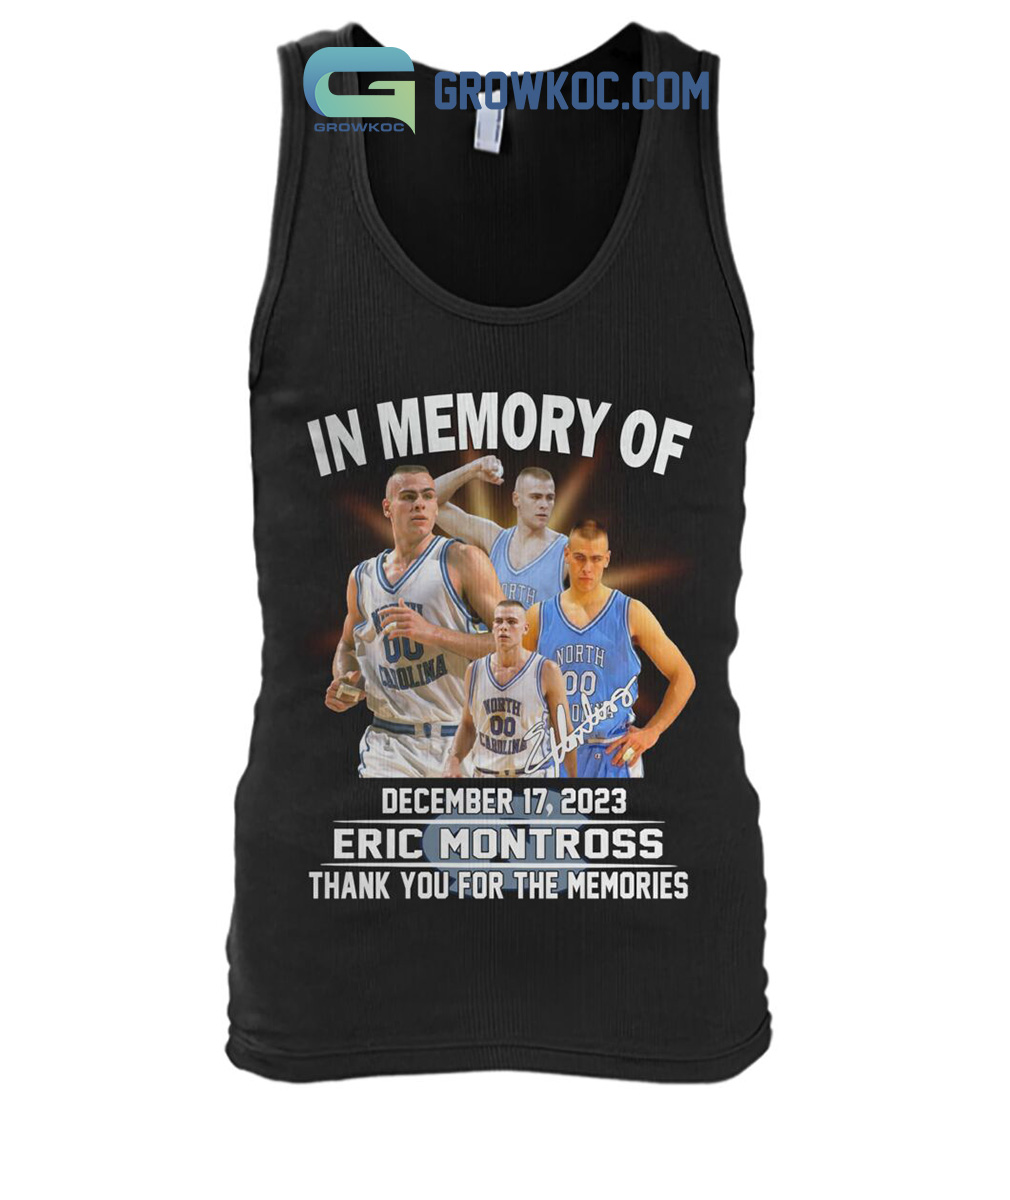 GROWKOC
GROWKOC.COM
IN MEMORY OF
NORTH
00
CAROLINA
NORTH
NORTH
00
NORTH
00
CAROLINA
DECEMBER 17, 2023
ERIC MONTROSS
THANK YOU FOR THE MEMORIES